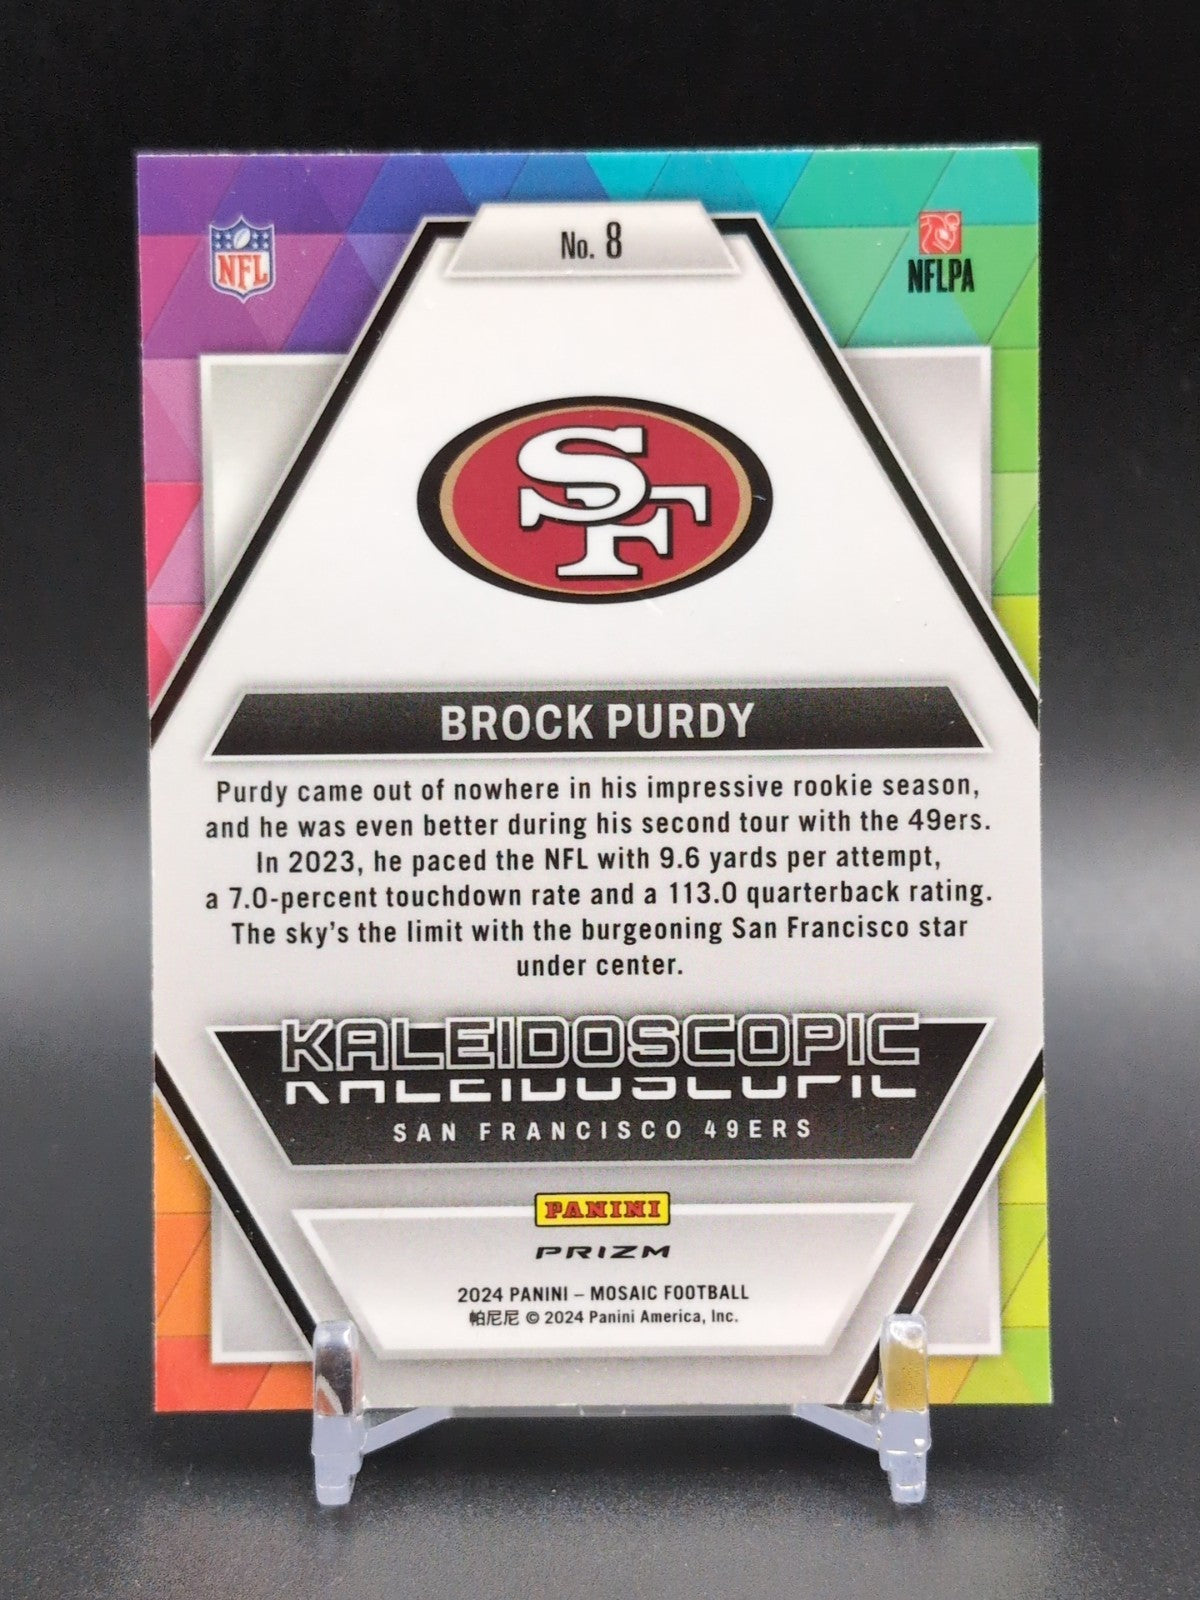 No. 8
NFL
NFLPA
SF
BROCK PURDY
Purdy came out of nowhere in his impressive rookie season,
and he was even better during his second tour with the 49ers.
In 2023, he paced the NFL with 9.6 yards per attempt,
a 7.0-percent touchdown rate and a 113.0 quarterback rating.
The sky's the limit with the burgeoning San Francisco star
under center.
KALEIDOSCOPIC
KALEIDOSCOPIC
SAN FRANCISCO 49ERS
PANINI
PRIZM
2024 PANINI – MOSAIC FOOTBALL
帕尼尼 © 2024 Panini America, Inc.